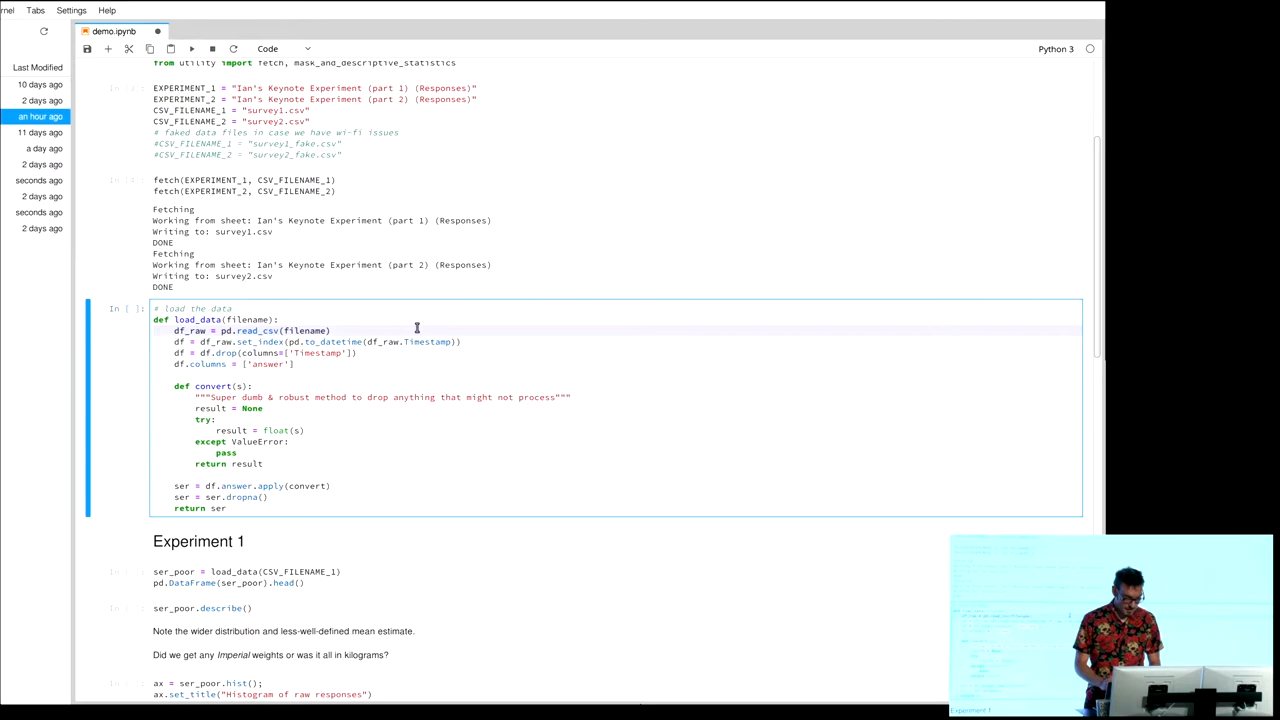 rnel Tabs Settings Help
demo.ipynb
Code
Python 3
Last Modified
10 days ago
2 days ago
an hour ago
11 days ago
a day ago
2 days ago
seconds ago
2 days ago
seconds ago
2 days ago
from utility import fetch, mask_and_descriptive_statistics
EXPERIMENT_1 = "Ian's Keynote Experiment (part 1) (Responses)"
EXPERIMENT_2 = "Ian's Keynote Experiment (part 2) (Responses)"
CSV_FILENAME_1 = "survey1.csv"
CSV_FILENAME_2 = "survey2.csv"
# faked data files in case we have wi-fi issues
#CSV_FILENAME_1 = "survey1_fake.csv"
#CSV_FILENAME_2 = "survey2_fake.csv"
fetch(EXPERIMENT_1, CSV_FILENAME_1)
fetch(EXPERIMENT_2, CSV_FILENAME_2)
Fetching
Working from sheet: Ian's Keynote Experiment (part 1) (Responses)
Writing to: survey1.csv
DONE
Fetching
Working from sheet: Ian's Keynote Experiment (part 2) (Responses)
Writing to: survey2.csv
DONE
In [ ]: # load the data
def load_data(filename):
df_raw = pd.read_csv(filename)
df = df_raw.set_index(pd.to_datetime(df_raw.Timestamp))
df = df.drop(columns=['Timestamp'])
df.columns = ['answer']
def convert(s):
"""Super dumb & robust method to drop anything that might not process"""
result = None
try:
result = float(s)
except ValueError:
pass
return result
ser = df.answer.apply(convert)
ser = ser.dropna()
return ser
Experiment 1
ser_poor = load_data(CSV_FILENAME_1)
pd.DataFrame(ser_poor).head()
ser_poor.describe()
Note the wider distribution and less-well-defined mean estimate.
Did we get any Imperial weights or was it all in kilograms?
ax = ser_poor.hist();
ax.set_title("Histogram of raw responses")
Experiment 1